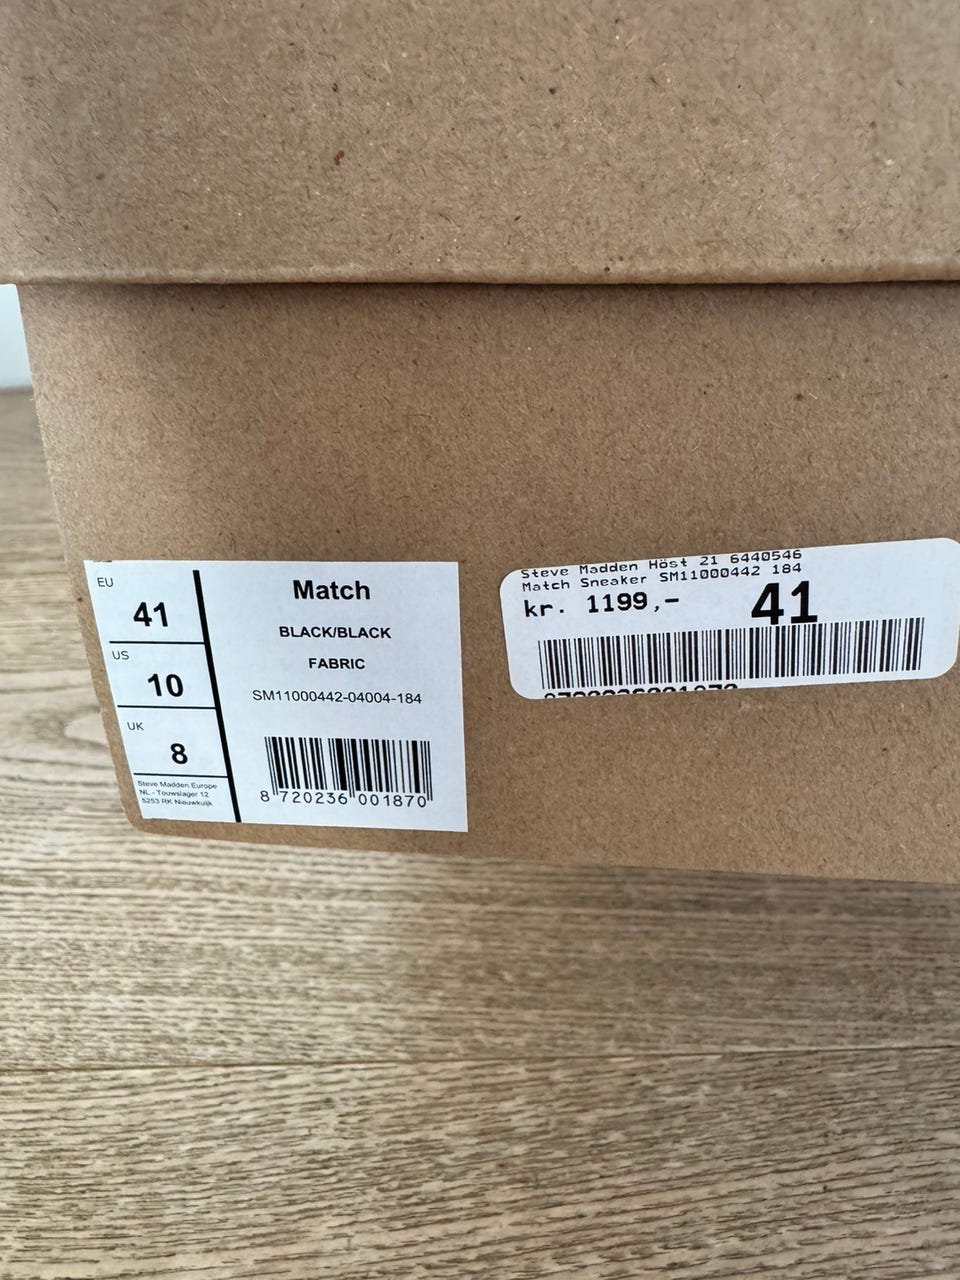 EU
41
US
10
UK
8
Steve Madden Europe
NL - Touwslager 12
5253 RK Nieuwkuijk
Match
BLACK/BLACK
FABRIC
SM11000442-04004-184
8 720236 001870
Steve Madden Höst 21 6440546
Match Sneaker SM11000442 184
kr. 1199,- 41